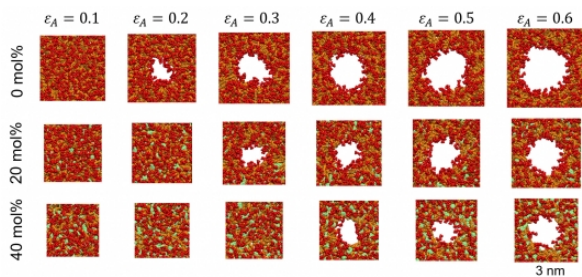 ε_A = 0.1 ε_A = 0.2 ε_A = 0.3 ε_A = 0.4 ε_A = 0.5 ε_A = 0.6
0 mol%
20 mol%
40 mol%
3 nm